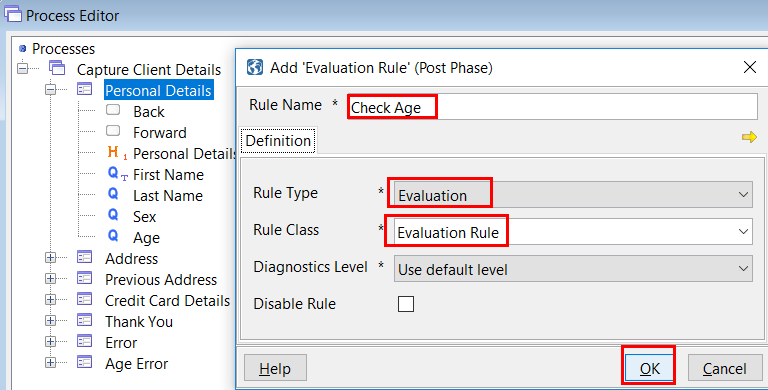 Process Editor
Processes
Capture Client Details
Personal Details
Back
Forward
H1 Personal Details
QT First Name
Q Last Name
Q Sex
Q Age
Address
Previous Address
Credit Card Details
Thank You
Error
Age Error
Add 'Evaluation Rule' (Post Phase)
Rule Name * Check Age
Definition
Rule Type * Evaluation
Rule Class * Evaluation Rule
Diagnostics Level * Use default level
Disable Rule
Help OK Cancel